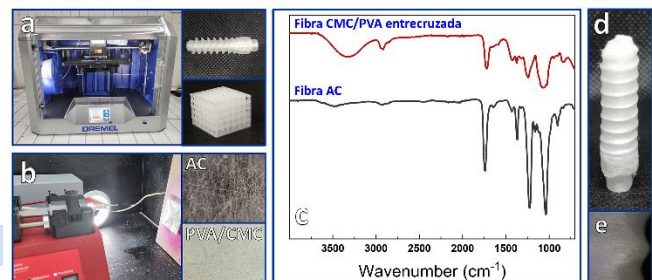 a
DREMEL
b
AC
PVA/CMC
Fibra CMC/PVA entrecruzada
Fibra AC
C
3500 3000 2500 2000 1500 1000
Wavenumber (cm⁻¹)
d
e